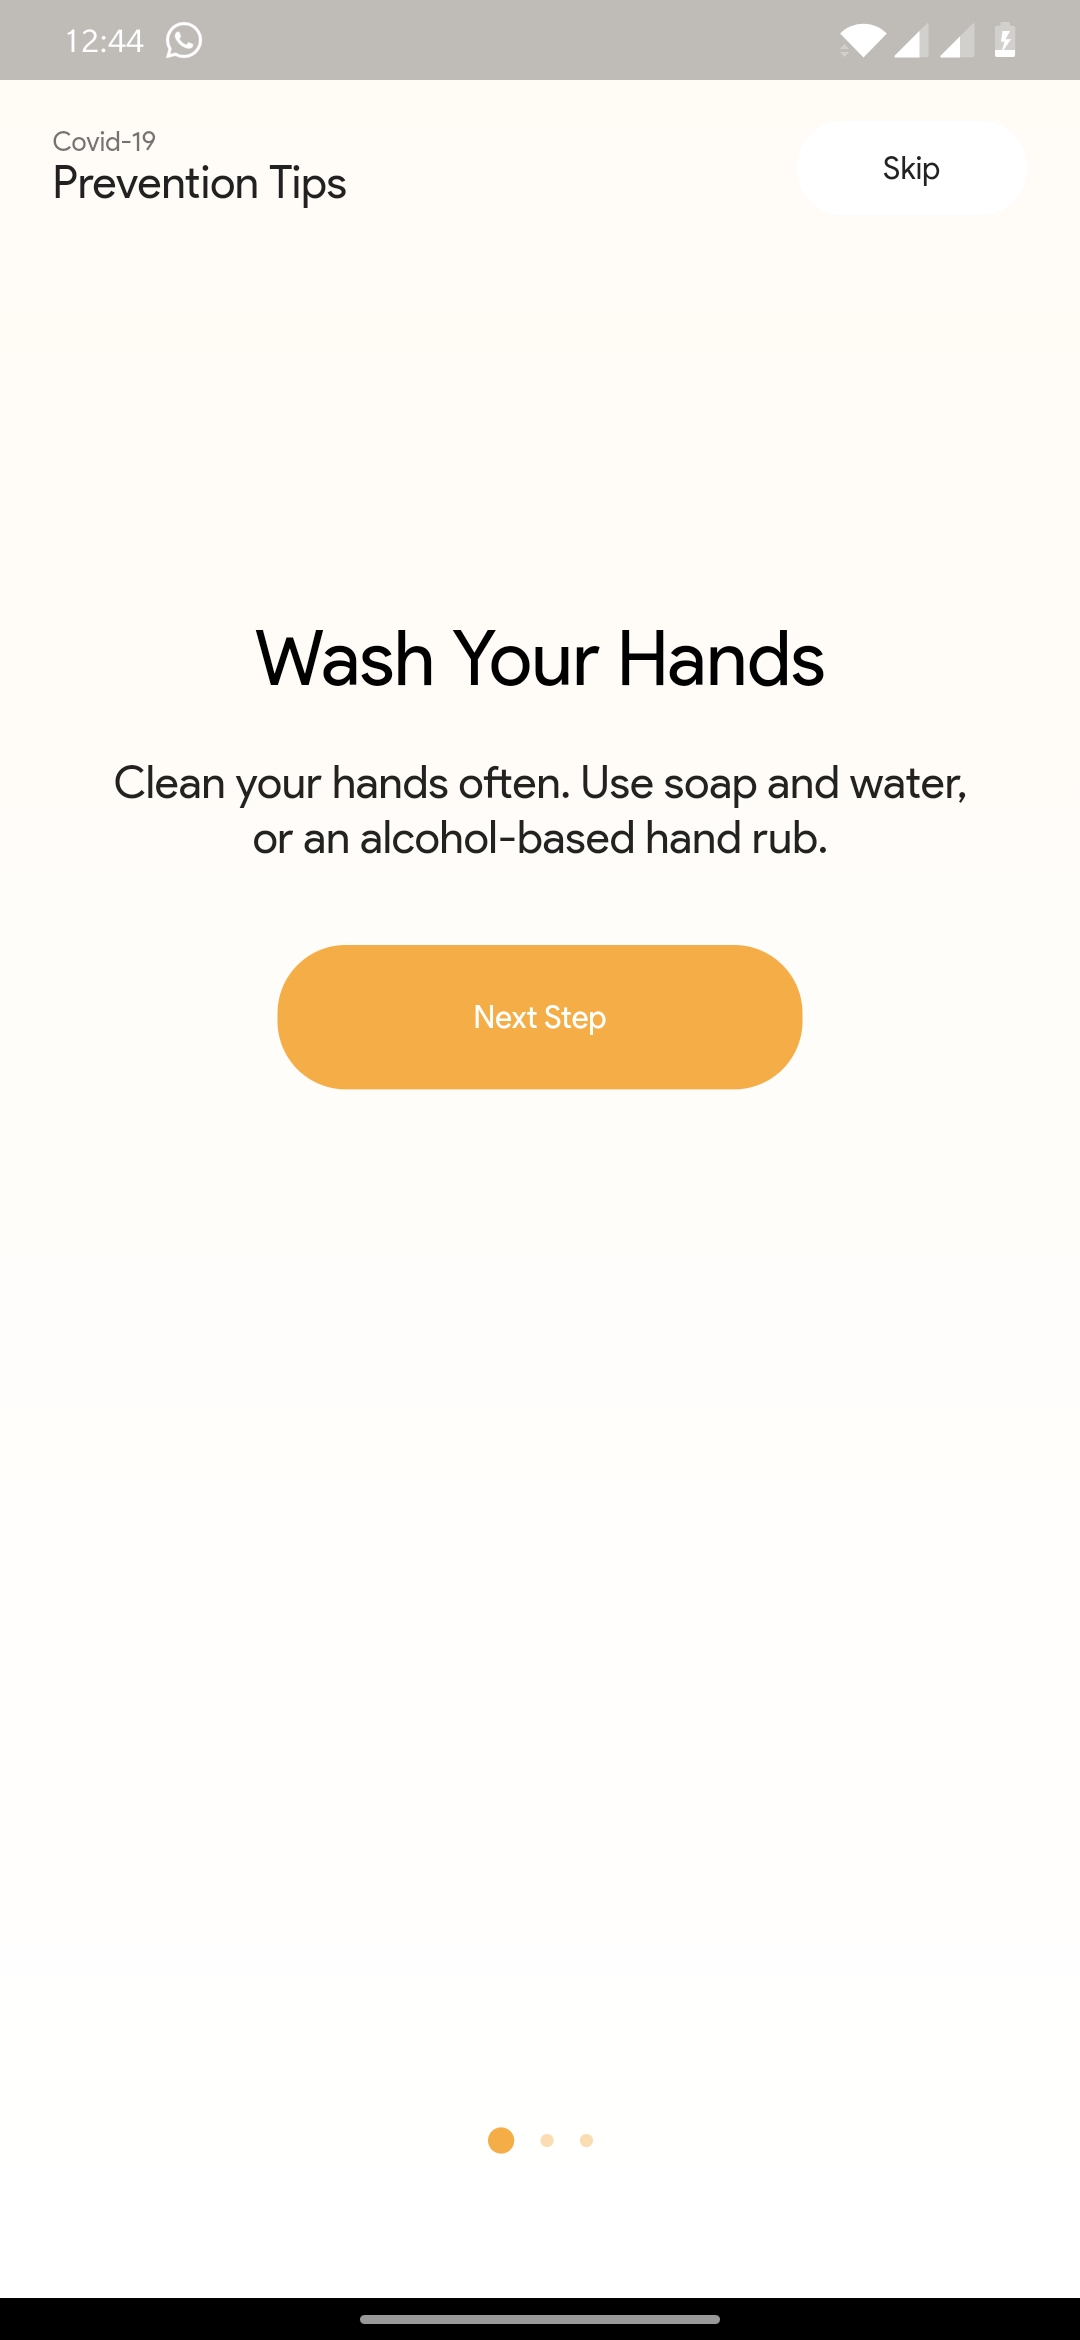 12:44
Covid-19
Prevention Tips
Skip
Wash Your Hands
Clean your hands often. Use soap and water,
or an alcohol-based hand rub.
Next Step